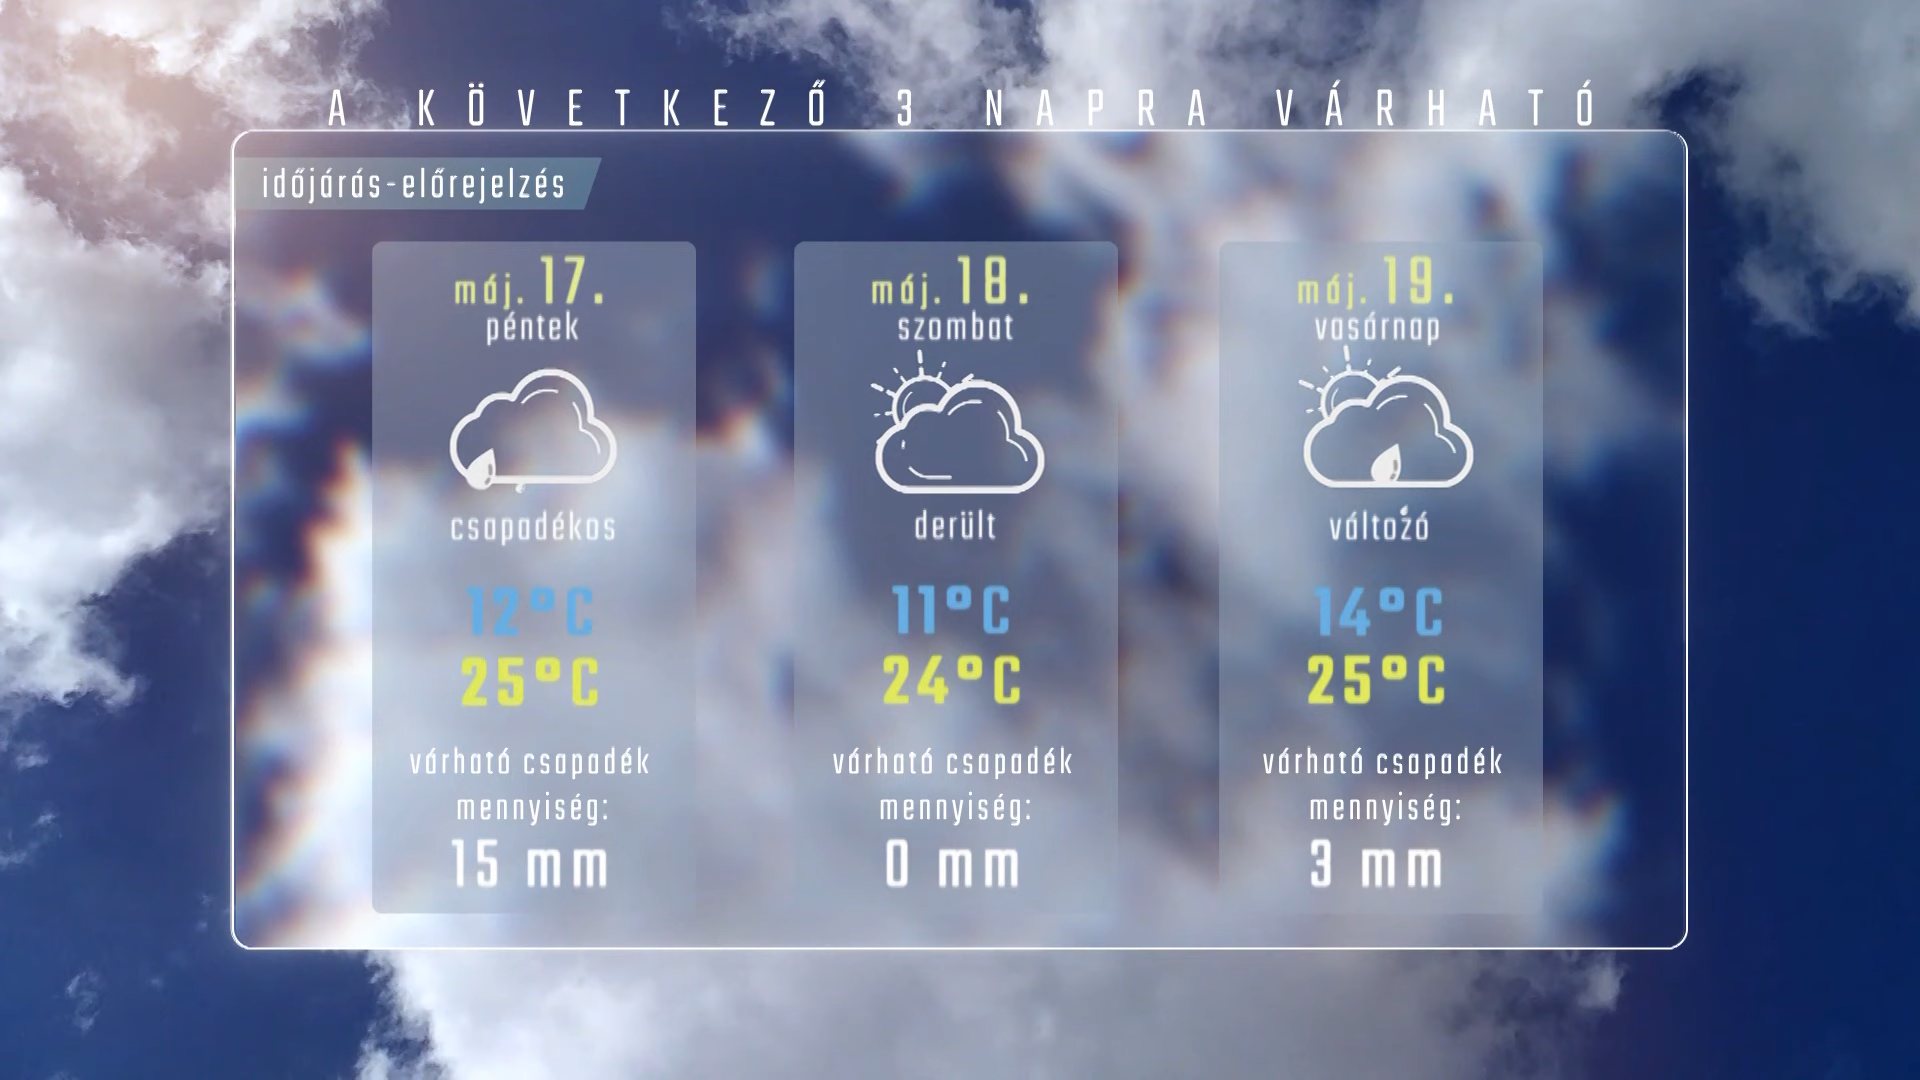 A KÖVETKEZŐ 3 NAPRA VÁRHATÓ
időjárás-előrejelzés
máj. 17.
péntek
csapadékos
12°C
25°C
várható csapadék
mennyiség:
15 mm
máj. 18.
szombat
derült
11°C
24°C
várható csapadék
mennyiség:
0 mm
máj. 19.
vasárnap
változó
14°C
25°C
várható csapadék
mennyiség:
3 mm